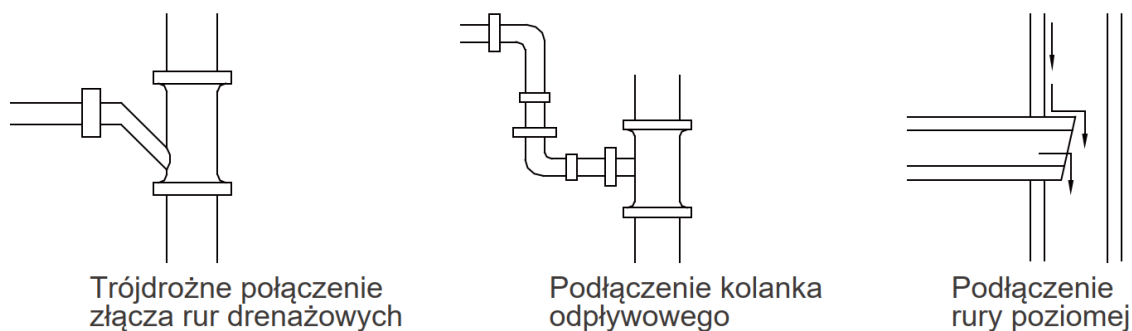 Trójdrożne połączenie
złącza rur drenażowych
Podłączenie kolanka
odpływowego
Podłączenie
rury poziomej